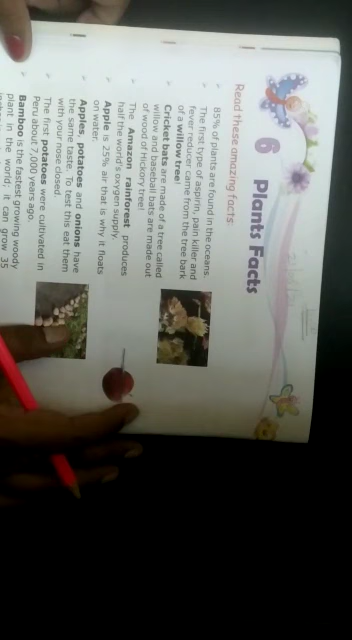 6 Plants Facts
Read these amazing facts:
85% of plants are found in the oceans.
The first type of aspirin, pain killer and
fever reducer came from the tree bark
of a willow tree!
Cricket bats are made of a tree called
willow and baseball bats are made out
of wood of Hickory tree!
The Amazon rainforest produces
half the world's oxygen supply.
Apple is 25% air that is why it floats
on water.
Apples, potatoes and onions have
the same taste. To test this eat them
with your nose closed.
The first potatoes were cultivated in
Peru about 7,000 years ago.
Bamboo is the fastest growing woody
plant in the world; it can grow 35